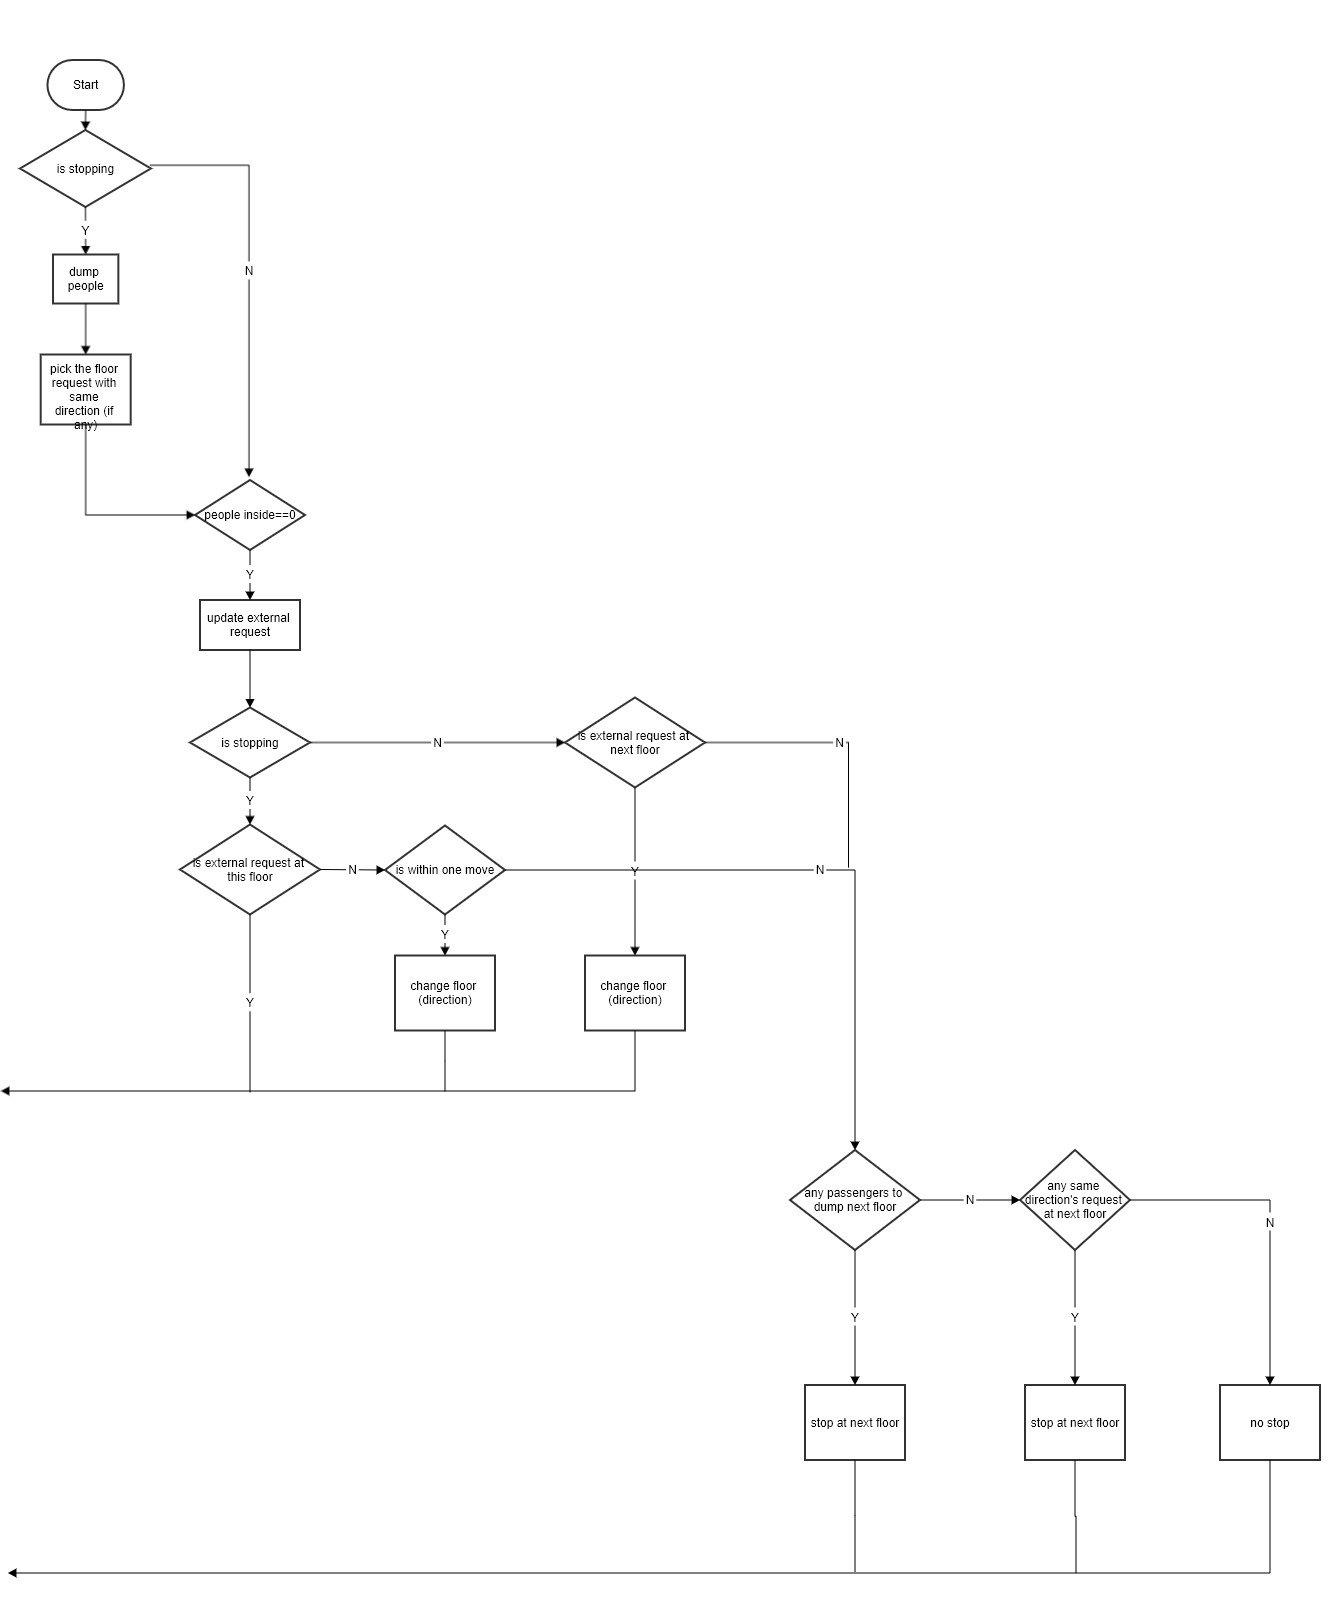 Start
is stopping
Y
N
dump
people
pick the floor
request with
same
direction (if
any)
people inside==0
Y
update external
request
is stopping
N
is external request at
next floor
N
Y
is external request at
this floor
N
is within one move
Y
N
Y
Y
change floor
(direction)
change floor
(direction)
any passengers to
dump next floor
N
any same
direction's request
at next floor
N
Y
Y
stop at next floor
stop at next floor
no stop